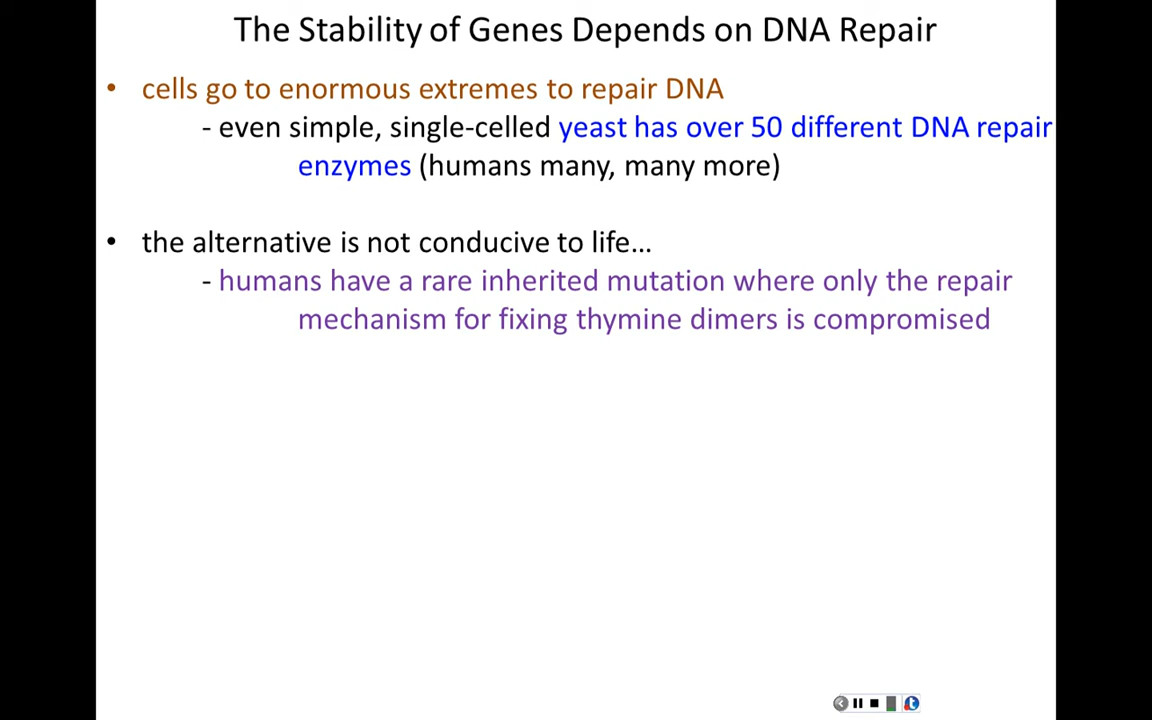 The Stability of Genes Depends on DNA Repair
• cells go to enormous extremes to repair DNA
- even simple, single-celled yeast has over 50 different DNA repair
enzymes (humans many, many more)
• the alternative is not conducive to life…
- humans have a rare inherited mutation where only the repair
mechanism for fixing thymine dimers is compromised